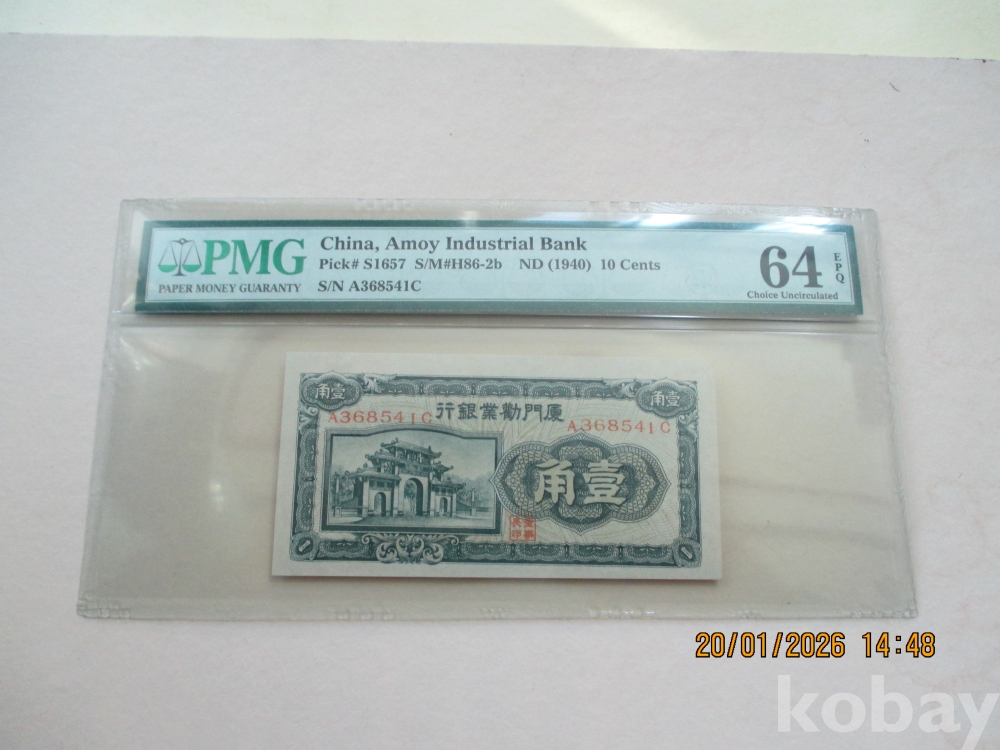 PMG
PAPER MONEY GUARANTY
China, Amoy Industrial Bank
Pick# S1657 S/M#H86-2b ND (1940) 10 Cents
S/N A368541C
64 EPQ
Choice Uncirculated
角壹
角壹
行銀業勸門厦
A368541C
A368541C
角壹
20/01/2026 14:48
kobay